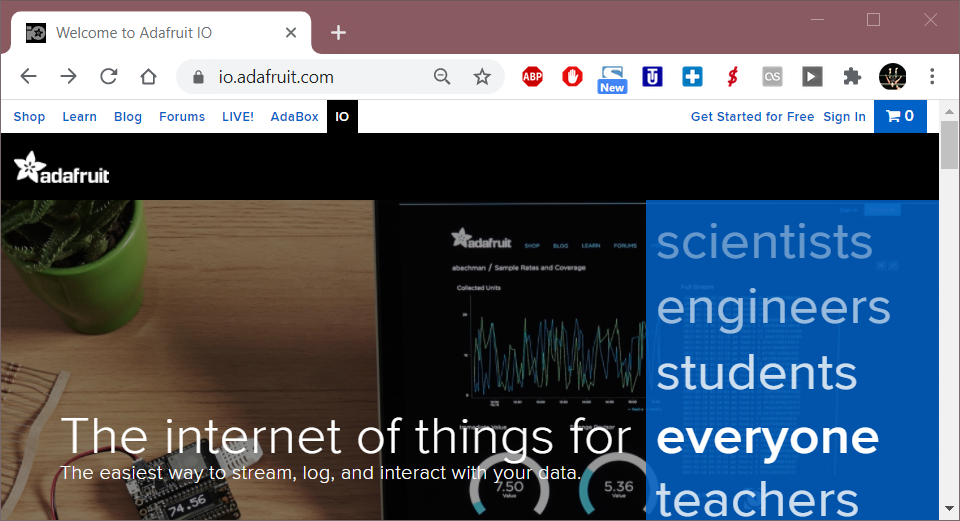 Welcome to Adafruit IO
io.adafruit.com
ABP
New
Shop Learn Blog Forums LIVE! AdaBox IO Get Started for Free Sign In 0
adafruit
adafruit SHOP BLOG LEARN FORUMS
abachman / Sample Rates and Coverage
Collected Units
scientists
engineers
students
The internet of things for everyone
The easiest way to stream, log, and interact with your data.
teachers
7.50
Value
5.36
Value
74.56